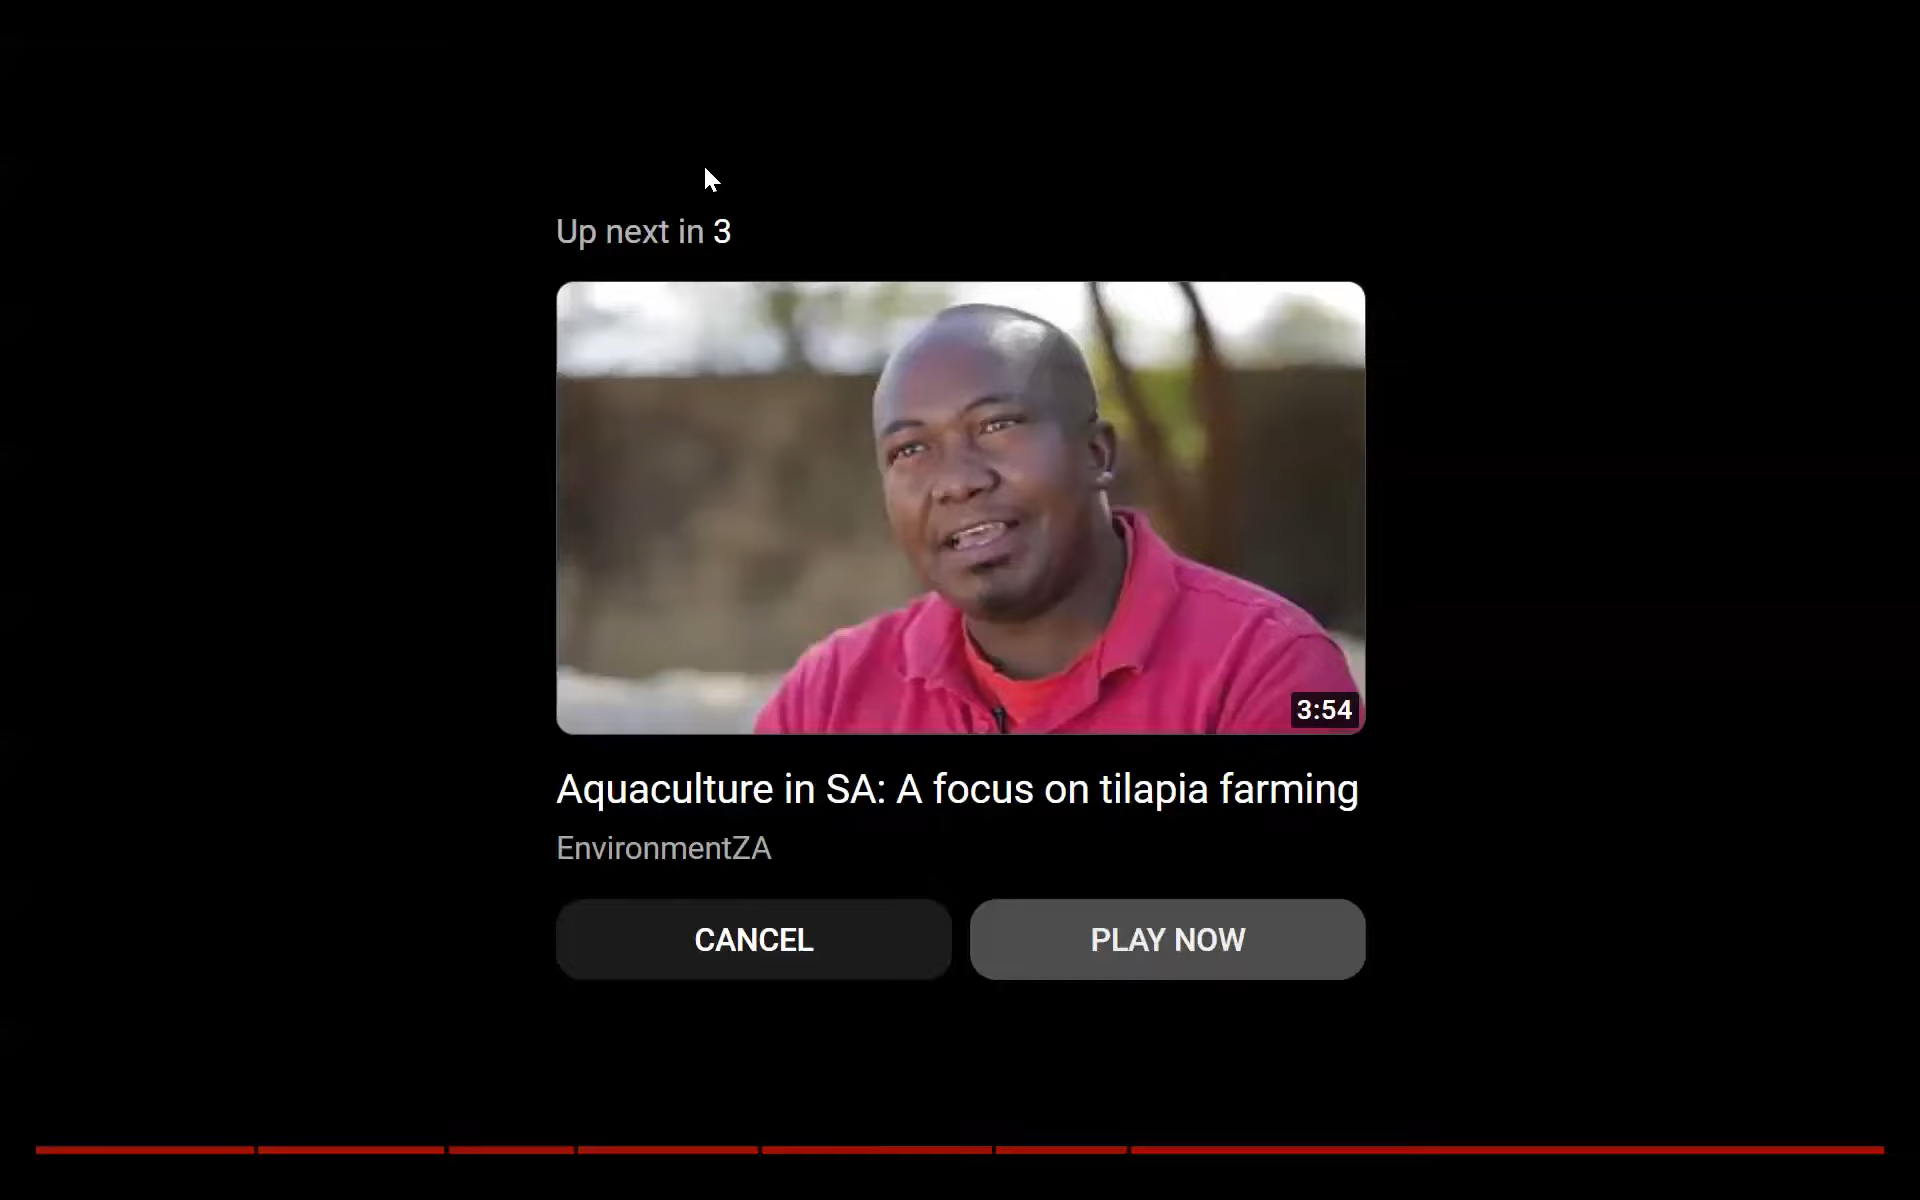 Up next in 3
3:54
Aquaculture in SA: A focus on tilapia farming
EnvironmentZA
CANCEL
PLAY NOW